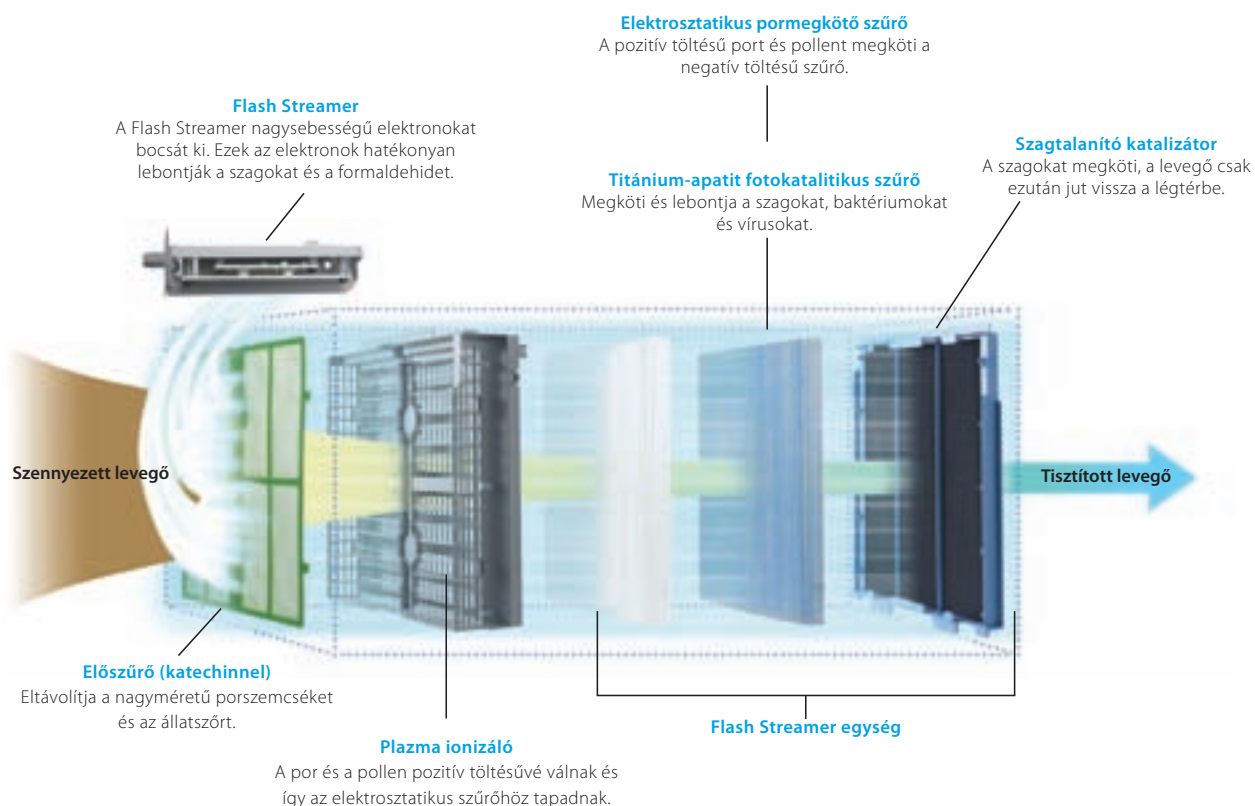 Elektrosztatikus pormegkötő szűrő
A pozitív töltésű port és pollent megköti a
negatív töltésű szűrő.
Flash Streamer
A Flash Streamer nagysebességű elektronokat
bocsát ki. Ezek az elektronok hatékonyan
lebontják a szagokat és a formaldehidet.
Titánium-apatit fotokatalitikus szűrő
Megköti és lebontja a szagokat, baktériumokat
és vírusokat.
Szagtalanító katalizátor
A szagokat megköti, a levegő csak
ezután jut vissza a légtérbe.
Szennyezett levegő
Tisztított levegő
Előszűrő (katechinnel)
Eltávolítja a nagyméretű porszemcséket
és az állatszőrt.
Plazma ionizáló
A por és a pollen pozitív töltésűvé válnak és
így az elektrosztatikus szűrőhöz tapadnak.
Flash Streamer egység